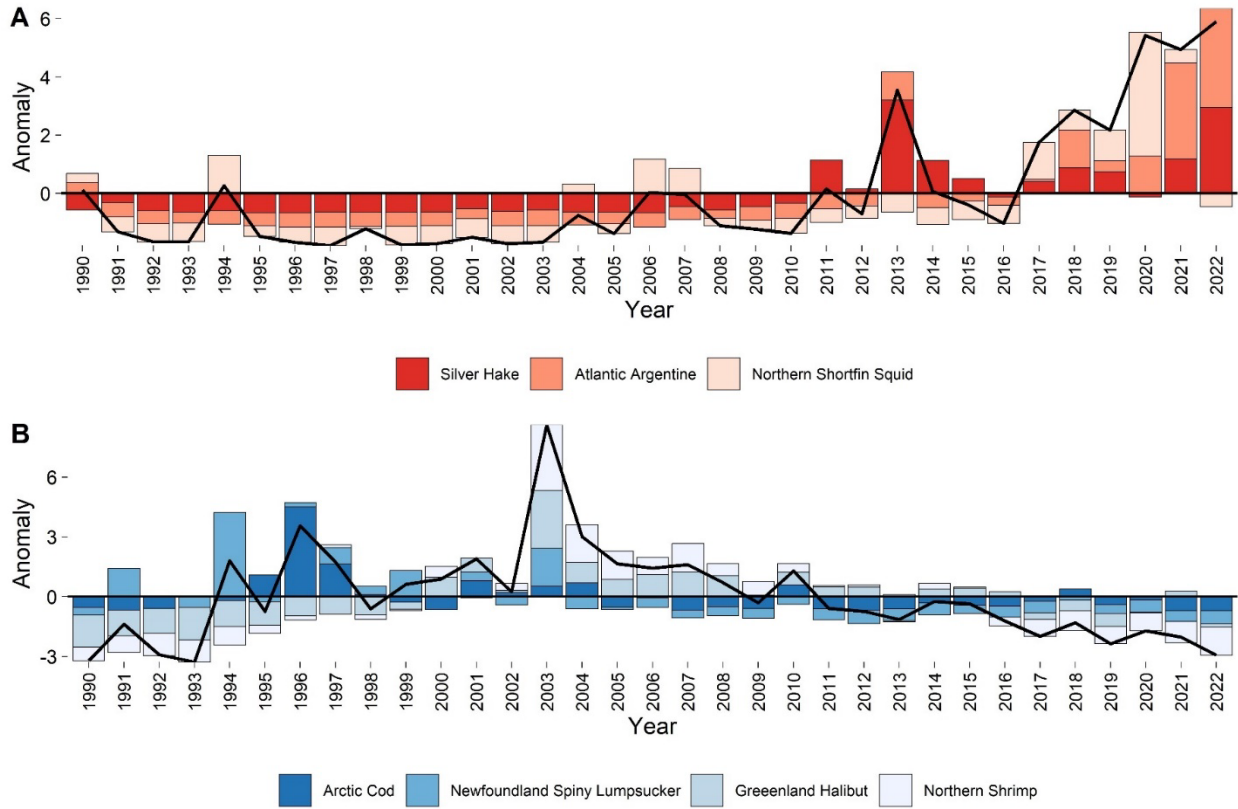 A
Anomaly
6
4
2
0
1990 1991 1992 1993 1994 1995 1996 1997 1998 1999 2000 2001 2002 2003 2004 2005 2006 2007 2008 2009 2010 2011 2012 2013 2014 2015 2016 2017 2018 2019 2020 2021 2022
Year
Silver Hake Atlantic Argentine Northern Shortfin Squid
B
Anomaly
6
3
0
-3
1990 1991 1992 1993 1994 1995 1996 1997 1998 1999 2000 2001 2002 2003 2004 2005 2006 2007 2008 2009 2010 2011 2012 2013 2014 2015 2016 2017 2018 2019 2020 2021 2022
Year
Arctic Cod Newfoundland Spiny Lumpsucker Greeenland Halibut Northern Shrimp